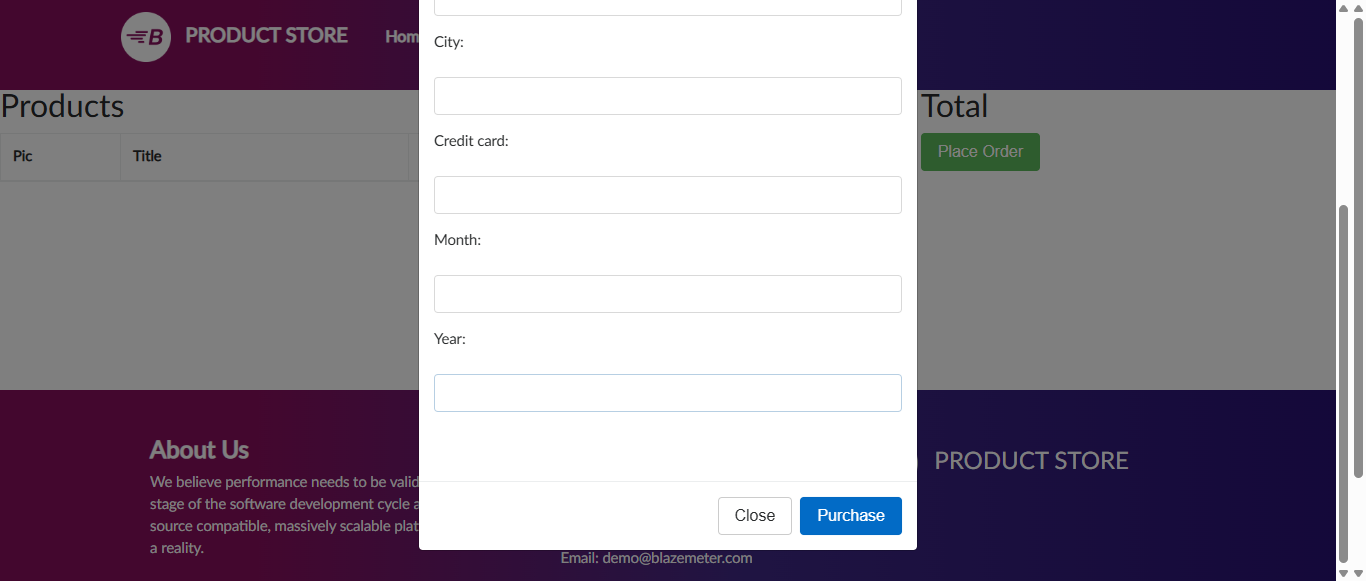 B PRODUCT STORE Hom
City:
Products
Total
Credit card:
Pic Title
Place Order
Month:
Year:
About Us
We believe performance needs to be valid
stage of the software development cycle a
source compatible, massively scalable plat
a reality.
PRODUCT STORE
Close Purchase
Email: demo@blazemeter.com